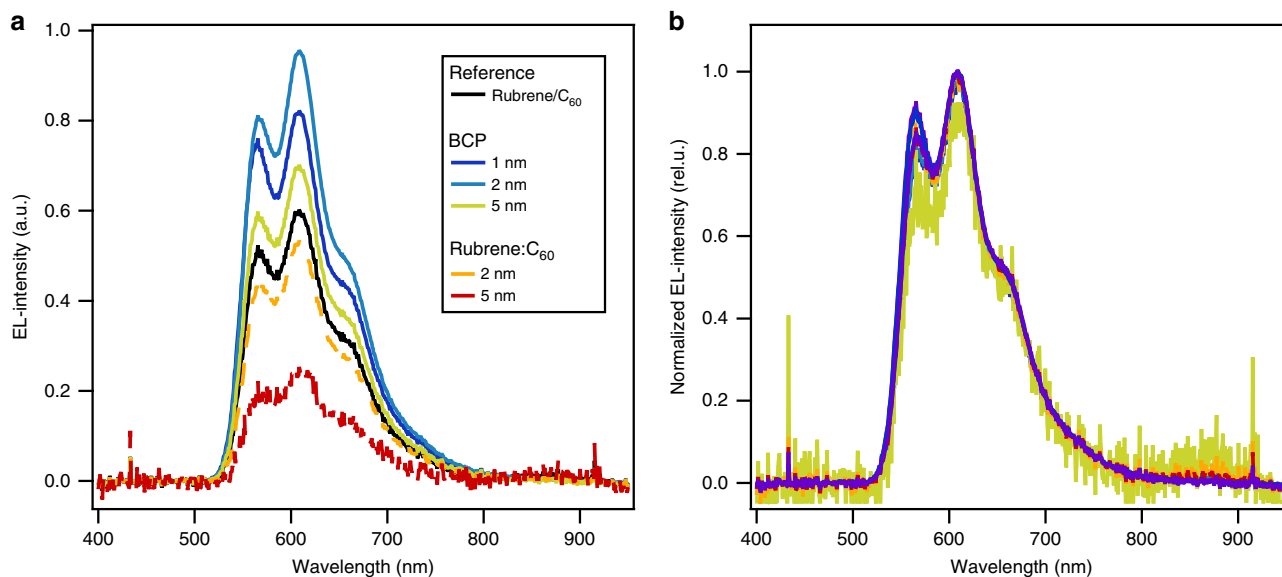 a
EL-intensity (a.u.)
1.0
0.8
0.6
0.4
0.2
0.0
400 500 600 700 800 900
Wavelength (nm)
Reference
Rubrene/C₆₀
BCP
1 nm
2 nm
5 nm
Rubrene:C₆₀
2 nm
5 nm
b
Normalized EL-intensity (rel.u.)
1.0
0.8
0.6
0.4
0.2
0.0
400 500 600 700 800 900
Wavelength (nm)